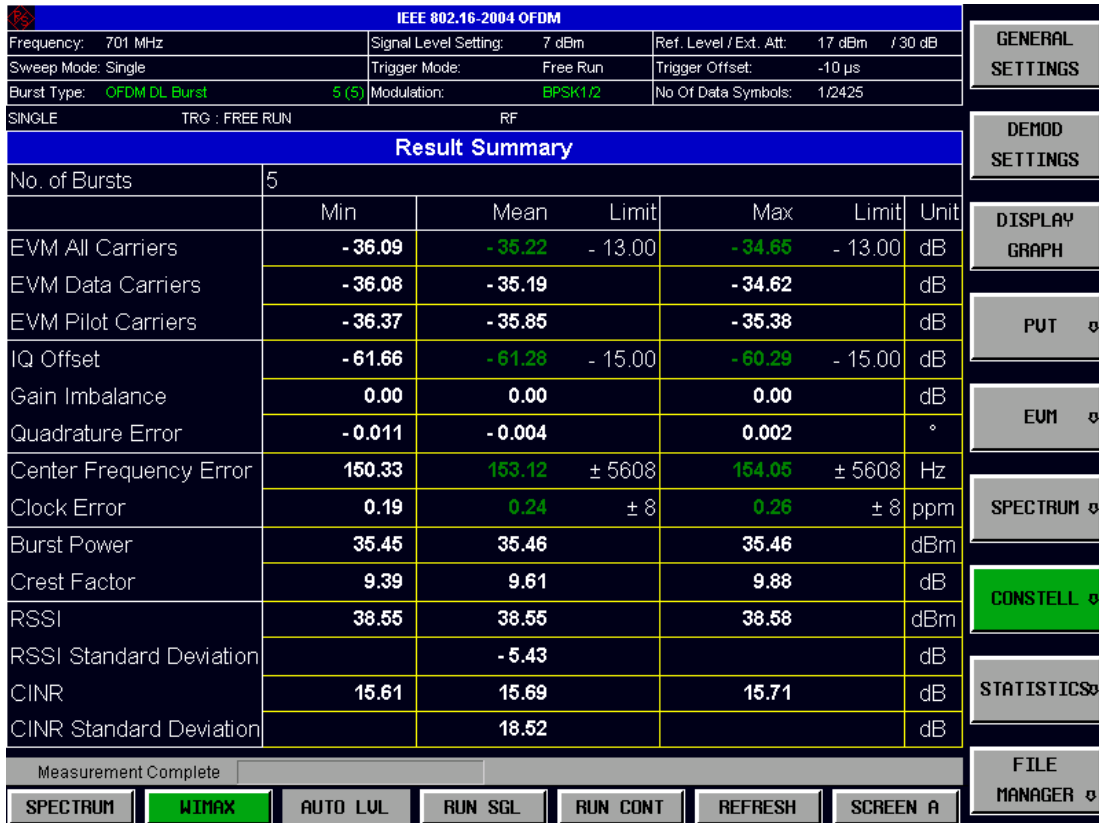 IEEE 802.16-2004 OFDM
Frequency: 701 MHz Signal Level Setting: 7 dBm Ref. Level / Ext. Att: 17 dBm / 30 dB
Sweep Mode: Single Trigger Mode: Free Run Trigger Offset: -10 µs
Burst Type: OFDM DL Burst 5 (5) Modulation: BPSK1/2 No Of Data Symbols: 1/2425
SINGLE TRG : FREE RUN RF
Result Summary
No. of Bursts 5
Min Mean Limit Max Limit Unit
EVM All Carriers - 36.09 - 35.22 - 13.00 - 34.65 - 13.00 dB
EVM Data Carriers - 36.08 - 35.19 - 34.62 dB
EVM Pilot Carriers - 36.37 - 35.85 - 35.38 dB
IQ Offset - 61.66 - 61.28 - 15.00 - 60.29 - 15.00 dB
Gain Imbalance 0.00 0.00 0.00 dB
Quadrature Error - 0.011 - 0.004 0.002 °
Center Frequency Error 150.33 153.12 ± 5608 154.05 ± 5608 Hz
Clock Error 0.19 0.24 ± 8 0.26 ± 8 ppm
Burst Power 35.45 35.46 35.46 dBm
Crest Factor 9.39 9.61 9.88 dB
RSSI 38.55 38.55 38.58 dBm
RSSI Standard Deviation - 5.43 dB
CINR 15.61 15.69 15.71 dB
CINR Standard Deviation 18.52 dB
Measurement Complete
SPECTRUM WIMAX AUTO LVL RUN SGL RUN CONT REFRESH SCREEN A
GENERAL
SETTINGS
DEMOD
SETTINGS
DISPLAY
GRAPH
PVT
EVM
SPECTRUM
CONSTELL
STATISTICS
FILE
MANAGER